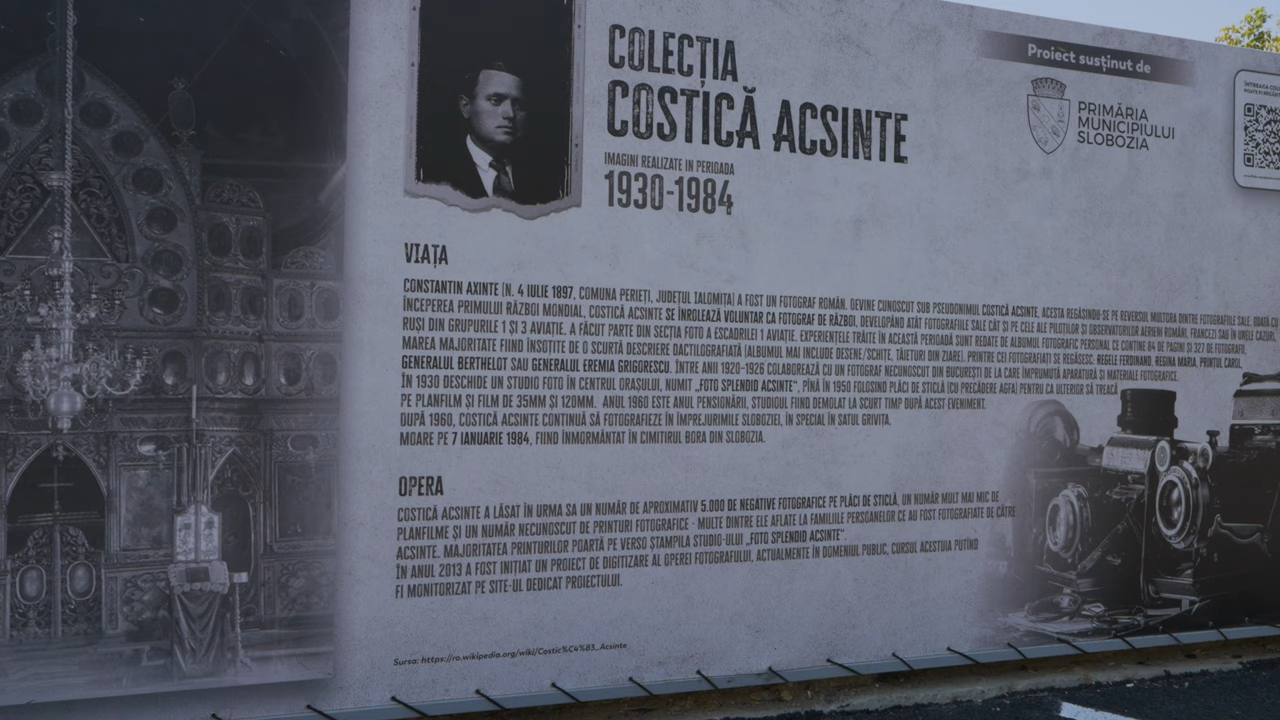 COLECȚIA
COSTICĂ ACSINTE
IMAGINI REALIZATE IN PERIOADA
1930-1984
Proiect susținut de
PRIMĂRIA
MUNICIPIULUI
SLOBOZIA
VIAȚA
CONSTANTIN AXINTE (N. 4 IULIE 1897, COMUNA PERIEȚI, JUDEȚUL IALOMIȚA) A FOST UN FOTOGRAF ROMÂN. DEVINE CUNOSCUT SUB PSEUDONIMUL COSTICĂ ACSINTE, ACESTA REGĂSINDU-SE PE REVERSUL MULTORA DINTRE FOTOGRAFIILE SALE. ODATĂ CU
ÎNCEPEREA PRIMULUI RĂZBOI MONDIAL, COSTICĂ ACSINTE SE ÎNROLEAZĂ VOLUNTAR CA FOTOGRAF DE RĂZBOI, DEVELOPÂND ATÂT FOTOGRAFIILE SALE CÂT ȘI PE CELE ALE PILOȚILOR ȘI OBSERVATORILOR AERIENI ROMÂNI, FRANCEZI SAU ÎN UNELE CAZURI,
RUȘI DIN GRUPURILE 1 ȘI 3 AVIAȚIE. A FĂCUT PARTE DIN SECȚIA FOTO A ESCADRILEI 1 AVIAȚIE. EXPERIENȚELE TRĂITE ÎN ACEASTĂ PERIOADĂ SUNT REDATE DE ALBUMUL FOTOGRAFIC PERSONAL CE CONȚINE 84 DE PAGINI ȘI 327 DE FOTOGRAFII,
MAREA MAJORITATE FIIND ÎNSOȚITE DE O SCURTĂ DESCRIERE DACTILOGRAFIATĂ (ALBUMUL MAI INCLUDE DESENE/SCHIȚE, TĂIETURI DIN ZIARE). PRINTRE CEI FOTOGRAFIAȚI SE REGĂSESC, REGELE FERDINAND, REGINA MARIA, PRINȚUL CAROL,
GENERALUL BERTHELOT SAU GENERALUL EREMIA GRIGORESCU. ÎNTRE ANII 1920-1926 COLABOREAZĂ CU UN FOTOGRAF NECUNOSCUT DIN BUCUREȘTI DE LA CARE ÎMPRUMUTĂ APARATURĂ ȘI MATERIALE FOTOGRAFICE.
ÎN 1930 DESCHIDE UN STUDIO FOTO ÎN CENTRUL ORAȘULUI, NUMIT „FOTO SPLENDID ACSINTE“, PÎNĂ ÎN 1950 FOLOSIND PLĂCI DE STICLĂ (CU PRECĂDERE AGFA) PENTRU CA ULTERIOR SĂ TREACĂ
PE PLANFILM ȘI FILM DE 35MM ȘI 120MM. ANUL 1960 ESTE ANUL PENSIONĂRII, STUDIOUL FIIND DEMOLAT LA SCURT TIMP DUPĂ ACEST EVENIMENT.
DUPĂ 1960, COSTICĂ ACSINTE CONTINUĂ SĂ FOTOGRAFIEZE ÎN ÎMPREJURIMILE SLOBOZIEI, ÎN SPECIAL ÎN SATUL GRIVIȚA.
MOARE PE 7 IANUARIE 1984, FIIND ÎNMORMÂNTAT ÎN CIMITIRUL BORA DIN SLOBOZIA.
OPERA
COSTICĂ ACSINTE A LĂSAT ÎN URMA SA UN NUMĂR DE APROXIMATIV 5.000 DE NEGATIVE FOTOGRAFICE PE PLĂCI DE STICLĂ, UN NUMĂR MULT MAI MIC DE
PLANFILME ȘI UN NUMĂR NECUNOSCUT DE PRINTURI FOTOGRAFICE - MULTE DINTRE ELE AFLATE LA FAMILIILE PERSOANELOR CE AU FOST FOTOGRAFIATE DE CĂTRE
ACSINTE. MAJORITATEA PRINTURILOR POARTĂ PE VERSO ȘTAMPILA STUDIO-ULUI „FOTO SPLENDID ACSINTE“.
ÎN ANUL 2013 A FOST INIȚIAT UN PROIECT DE DIGITIZARE AL OPEREI FOTOGRAFULUI, ACTUALMENTE ÎN DOMENIUL PUBLIC, CURSUL ACESTUIA PUTÎND
FI MONITORIZAT PE SITE-UL DEDICAT PROIECTULUI.
Sursa: https://ro.wikipedia.org/wiki/Costic%C4%83_Acsinte